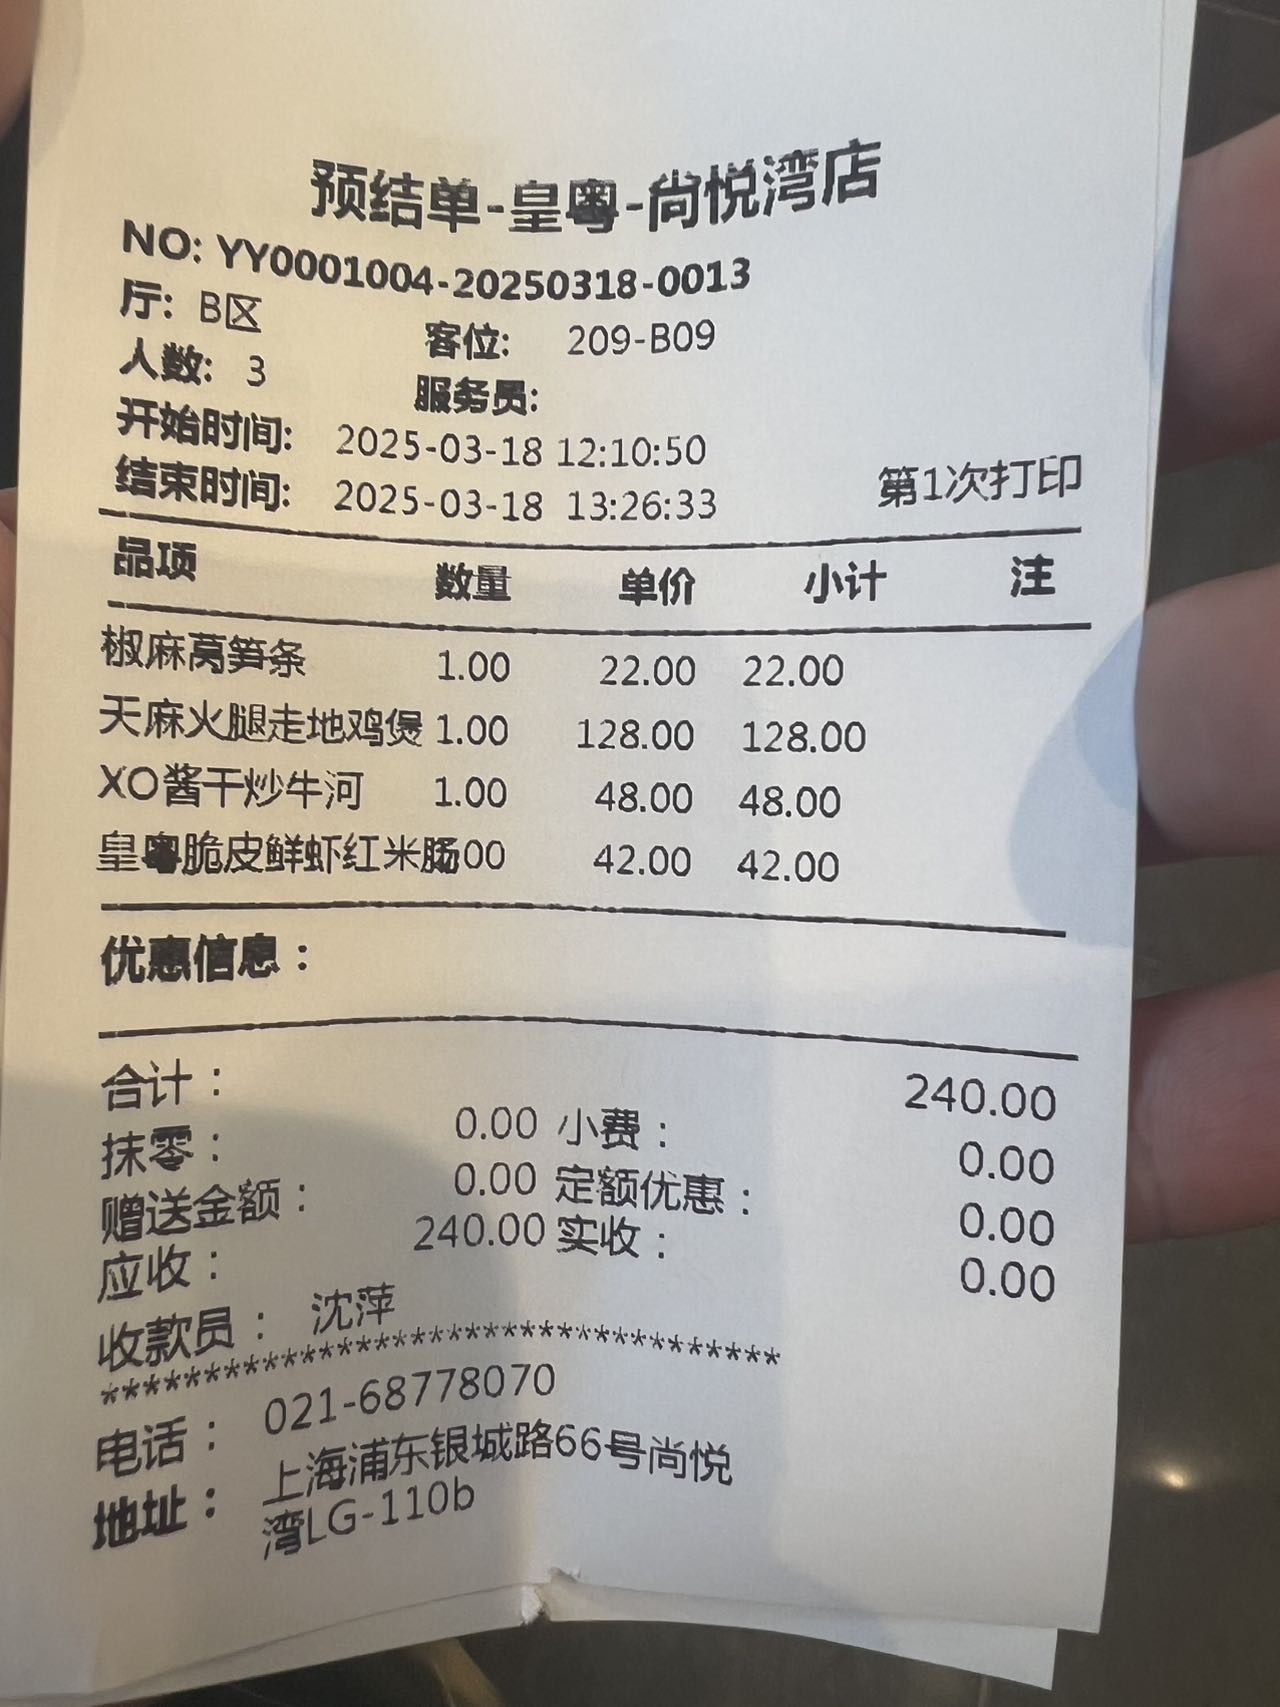 预结单-皇粤-尚悦湾店
NO: YY0001004-20250318-0013
厅: B区 客位: 209-B09
人数: 3 服务员:
开始时间: 2025-03-18 12:10:50
结束时间: 2025-03-18 13:26:33 第1次打印
品项 数量 单价 小计 注
椒麻莴笋条 1.00 22.00 22.00
天麻火腿走地鸡煲 1.00 128.00 128.00
XO酱干炒牛河 1.00 48.00 48.00
皇粤脆皮鲜虾红米肠00 42.00 42.00
优惠信息：
合计： 240.00
抹零： 0.00 小费： 0.00
赠送金额： 0.00 定额优惠： 0.00
应收： 240.00 实收： 0.00
收款员： 沈萍
*************************************
电话： 021-68778070
地址： 上海浦东银城路66号尚悦
湾LG-110b